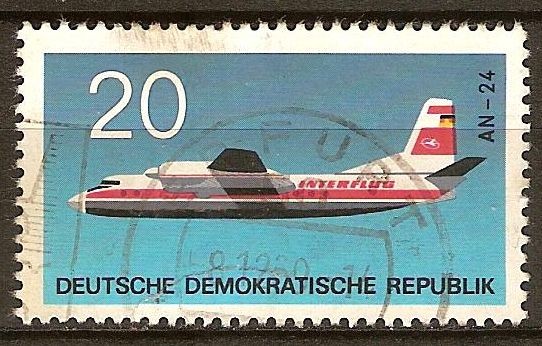 20
AN-24
INTERFLUG
DEUTSCHE DEMOKRATISCHE REPUBLIK